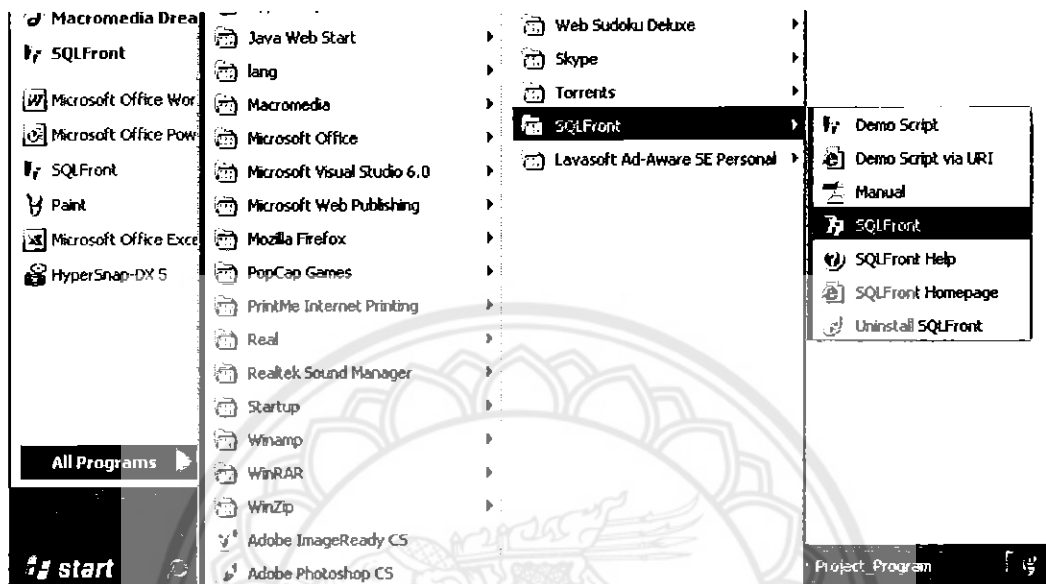 Macromedia Drea
SQLFront
Microsoft Office Wor
Microsoft Office Pow
SQLFront
Paint
Microsoft Office Exce
HyperSnap-DX 5
All Programs
start
Java Web Start
lang
Macromedia
Microsoft Office
Microsoft Visual Studio 6.0
Microsoft Web Publishing
Mozilla Firefox
PopCap Games
PrintMe Internet Printing
Real
Realtek Sound Manager
Startup
Winamp
WinRAR
WinZip
Adobe ImageReady CS
Adobe Photoshop CS
Web Sudoku Deluxe
Skype
Torrents
SQLFront
Lavasoft Ad-Aware SE Personal
Demo Script
Demo Script via URI
Manual
SQLFront
SQLFront Help
SQLFront Homepage
Uninstall SQLFront
Project_Program